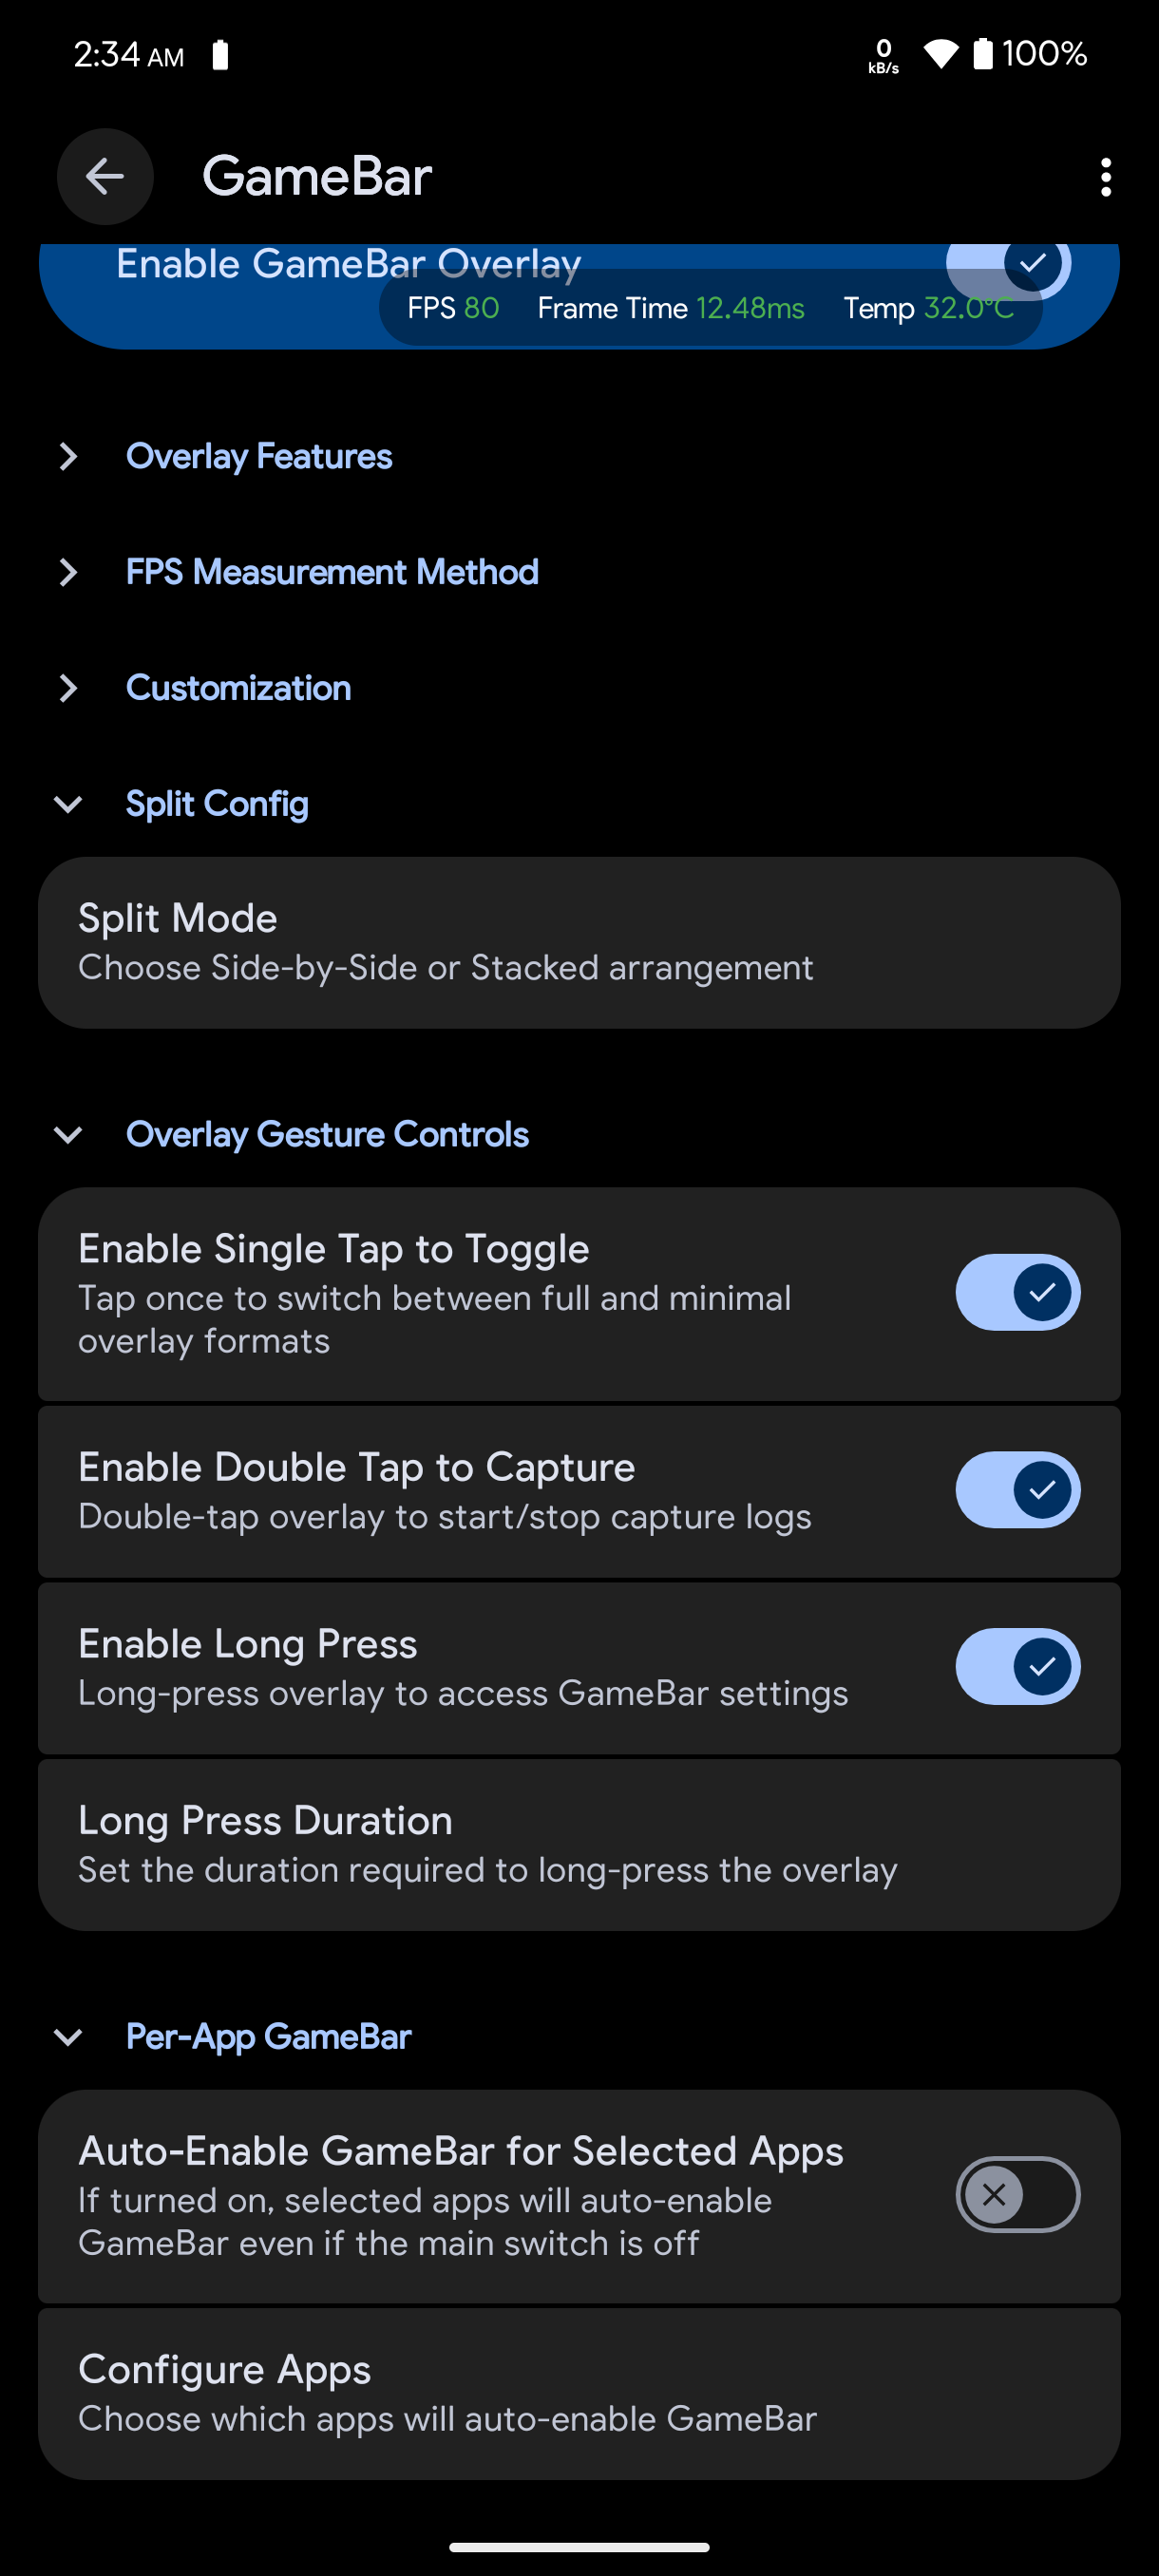 2:34 AM
0
kB/s
100%
GameBar
Enable GameBar Overlay
FPS 80 Frame Time 12.48ms Temp 32.0°C
Overlay Features
FPS Measurement Method
Customization
Split Config
Split Mode
Choose Side-by-Side or Stacked arrangement
Overlay Gesture Controls
Enable Single Tap to Toggle
Tap once to switch between full and minimal
overlay formats
Enable Double Tap to Capture
Double-tap overlay to start/stop capture logs
Enable Long Press
Long-press overlay to access GameBar settings
Long Press Duration
Set the duration required to long-press the overlay
Per-App GameBar
Auto-Enable GameBar for Selected Apps
If turned on, selected apps will auto-enable
GameBar even if the main switch is off
Configure Apps
Choose which apps will auto-enable GameBar